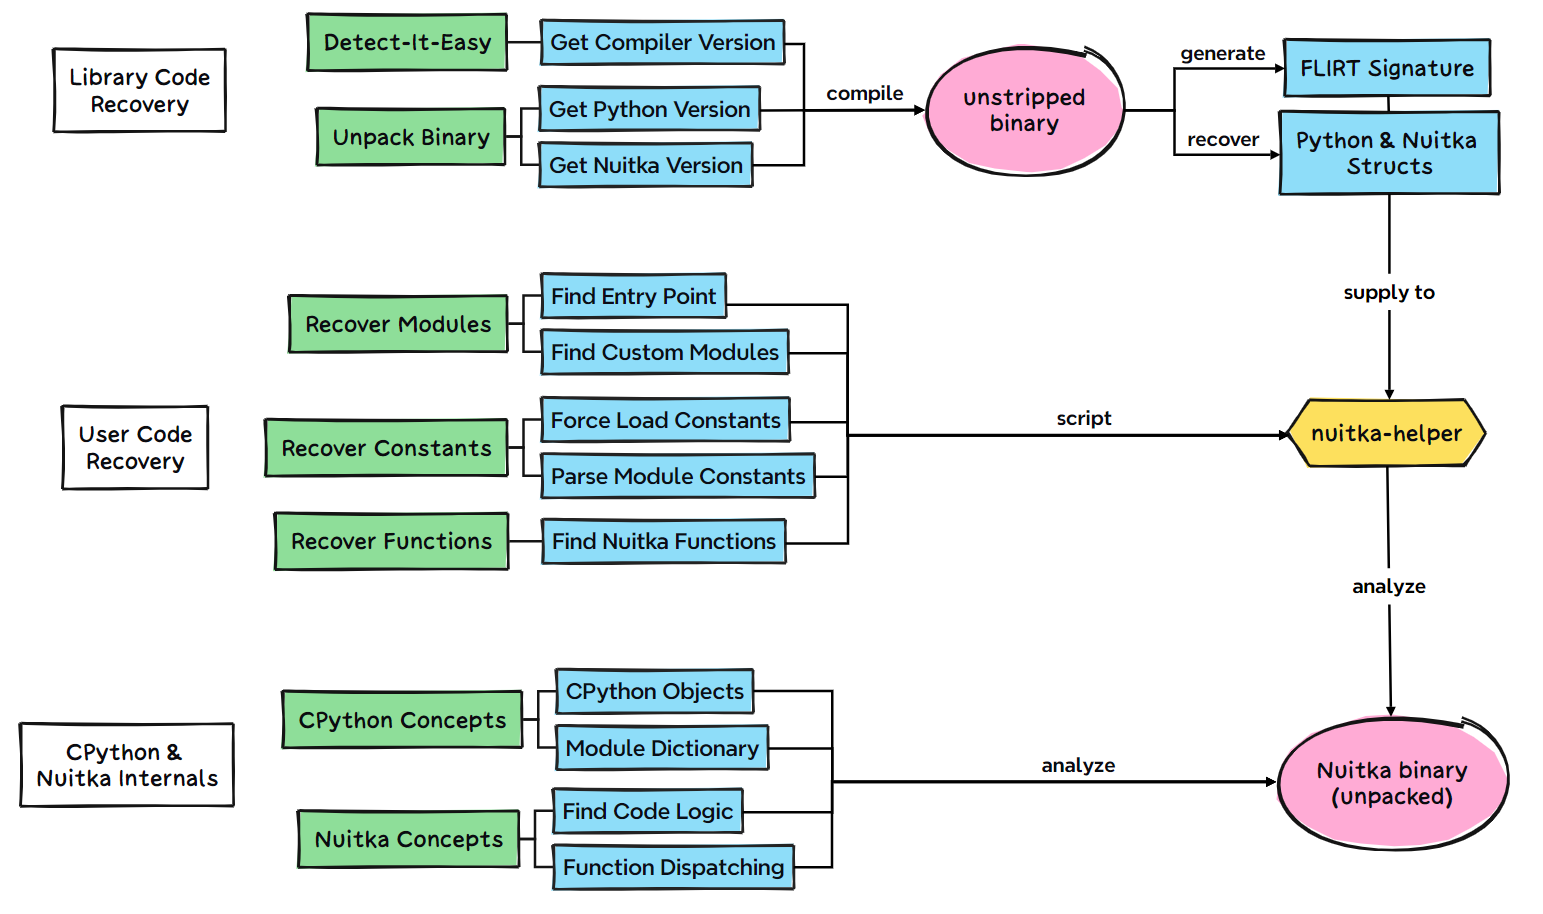 Library Code
Recovery
Detect-It-Easy
Get Compiler Version
Unpack Binary
Get Python Version
Get Nuitka Version
compile
unstripped
binary
generate
FLIRT Signature
recover
Python & Nuitka
Structs
supply to
User Code
Recovery
Recover Modules
Find Entry Point
Find Custom Modules
Recover Constants
Force Load Constants
Parse Module Constants
Recover Functions
Find Nuitka Functions
script
nuitka-helper
analyze
CPython &
Nuitka Internals
CPython Concepts
CPython Objects
Module Dictionary
Nuitka Concepts
Find Code Logic
Function Dispatching
analyze
Nuitka binary
(unpacked)